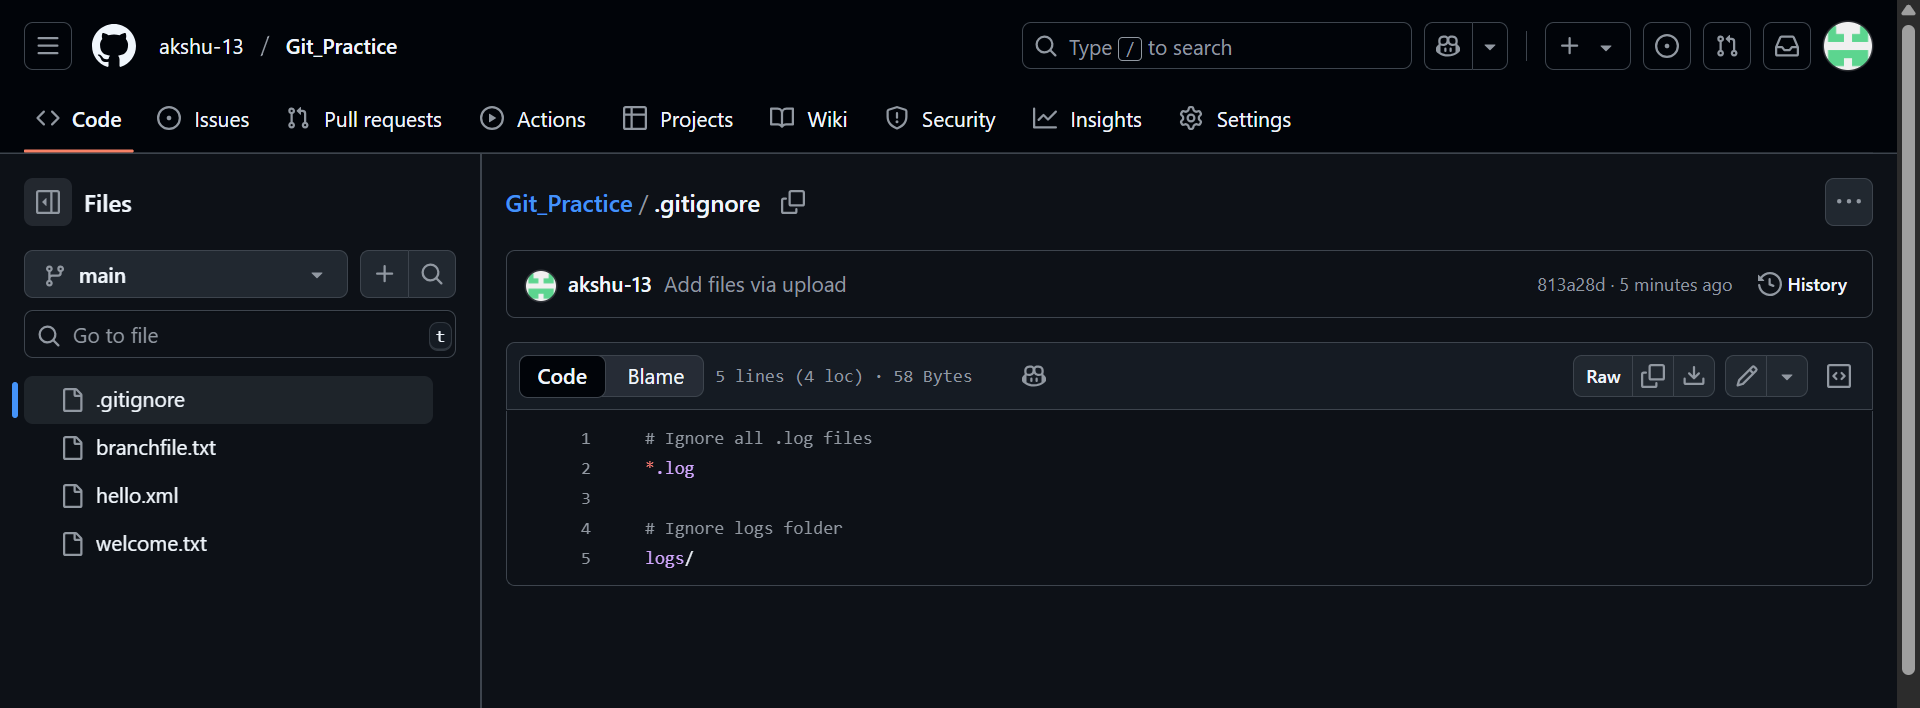 akshu-13 / Git_Practice
Type / to search
Code Issues Pull requests Actions Projects Wiki Security Insights Settings
Files
main
Go to file t
.gitignore
branchfile.txt
hello.xml
welcome.txt
Git_Practice / .gitignore
akshu-13 Add files via upload 813a28d · 5 minutes ago History
Code Blame 5 lines (4 loc) · 58 Bytes Raw
1 # Ignore all .log files
2 *.log
3
4 # Ignore logs folder
5 logs/